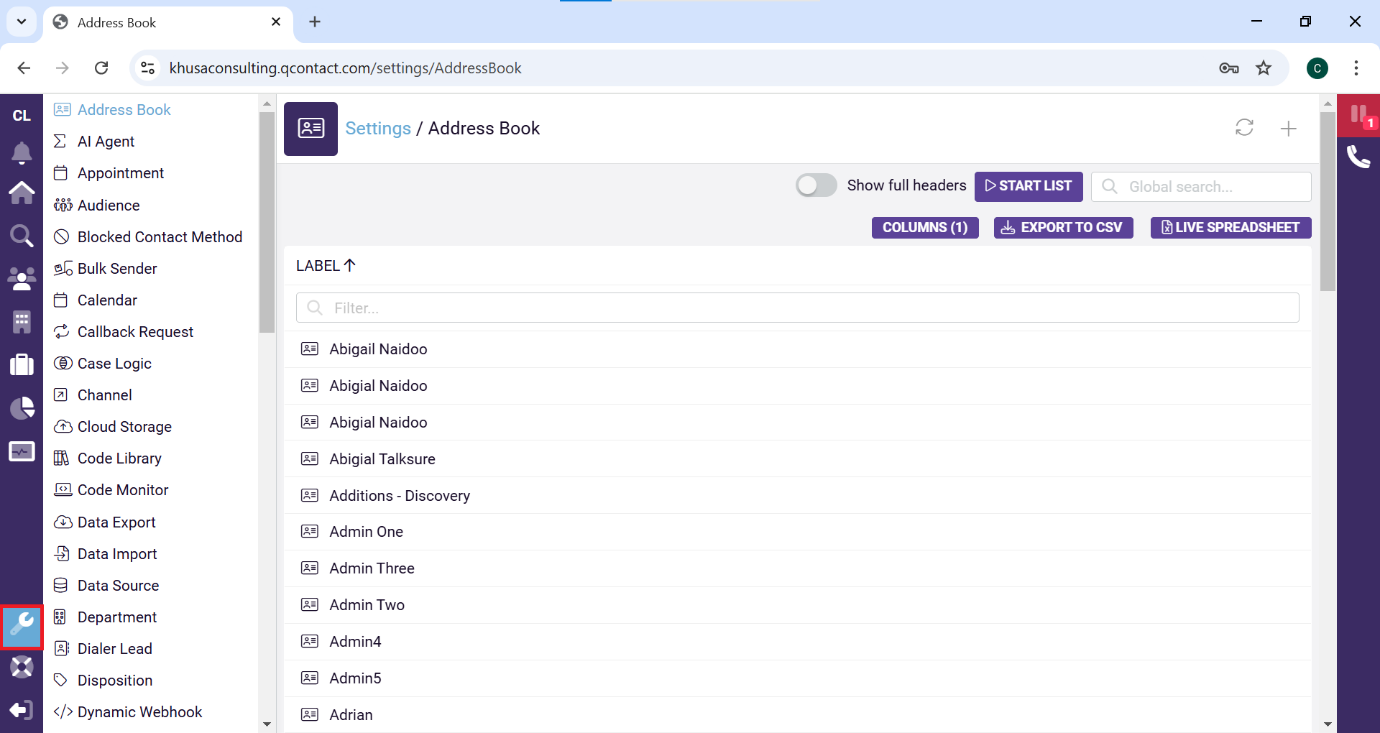 Address Book
khusaconsulting.qcontact.com/settings/AddressBook
C
CL
Address Book
AI Agent
Appointment
Audience
Blocked Contact Method
Bulk Sender
Calendar
Callback Request
Case Logic
Channel
Cloud Storage
Code Library
Code Monitor
Data Export
Data Import
Data Source
Department
Dialer Lead
Disposition
Dynamic Webhook
Settings / Address Book
1
Show full headers
START LIST
Global search...
COLUMNS (1)
EXPORT TO CSV
LIVE SPREADSHEET
LABEL
Filter...
Abigail Naidoo
Abigial Naidoo
Abigial Naidoo
Abigial Talksure
Additions - Discovery
Admin One
Admin Three
Admin Two
Admin4
Admin5
Adrian